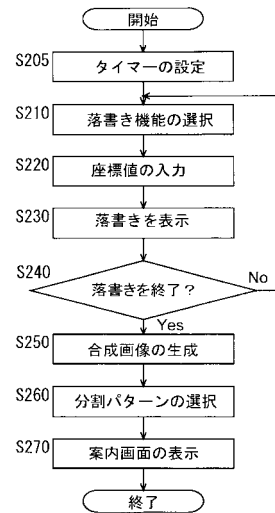 開始
S205
タイマーの設定
S210
落書き機能の選択
S220
座標値の入力
S230
落書きを表示
S240
落書きを終了？
No
Yes
S250
合成画像の生成
S260
分割パターンの選択
S270
案内画面の表示
終了